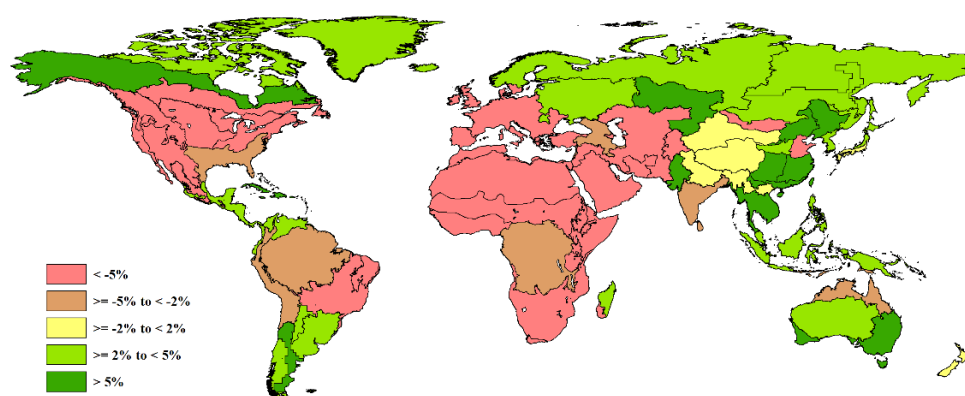 < -5%
>= -5% to < -2%
>= -2% to < 2%
>= 2% to < 5%
> 5%